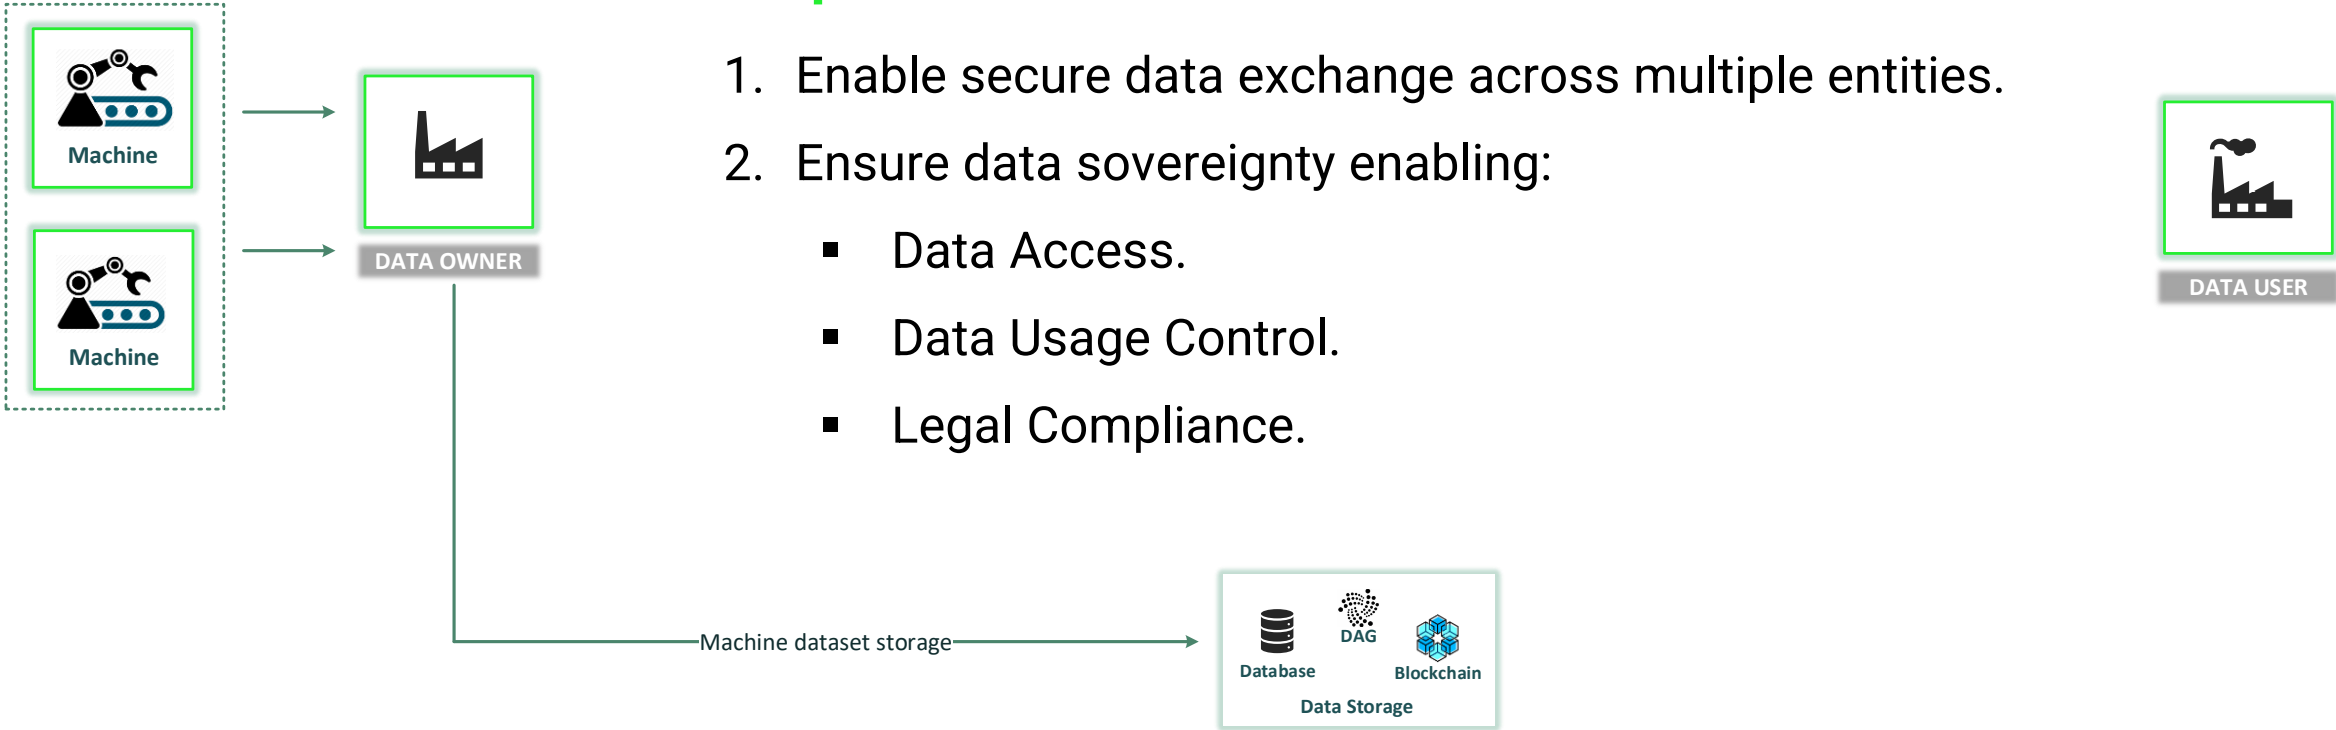 Machine
Machine
DATA OWNER
1. Enable secure data exchange across multiple entities.
2. Ensure data sovereignty enabling:
▪ Data Access.
▪ Data Usage Control.
▪ Legal Compliance.
DATA USER
Machine dataset storage
DAG
Database
Blockchain
Data Storage